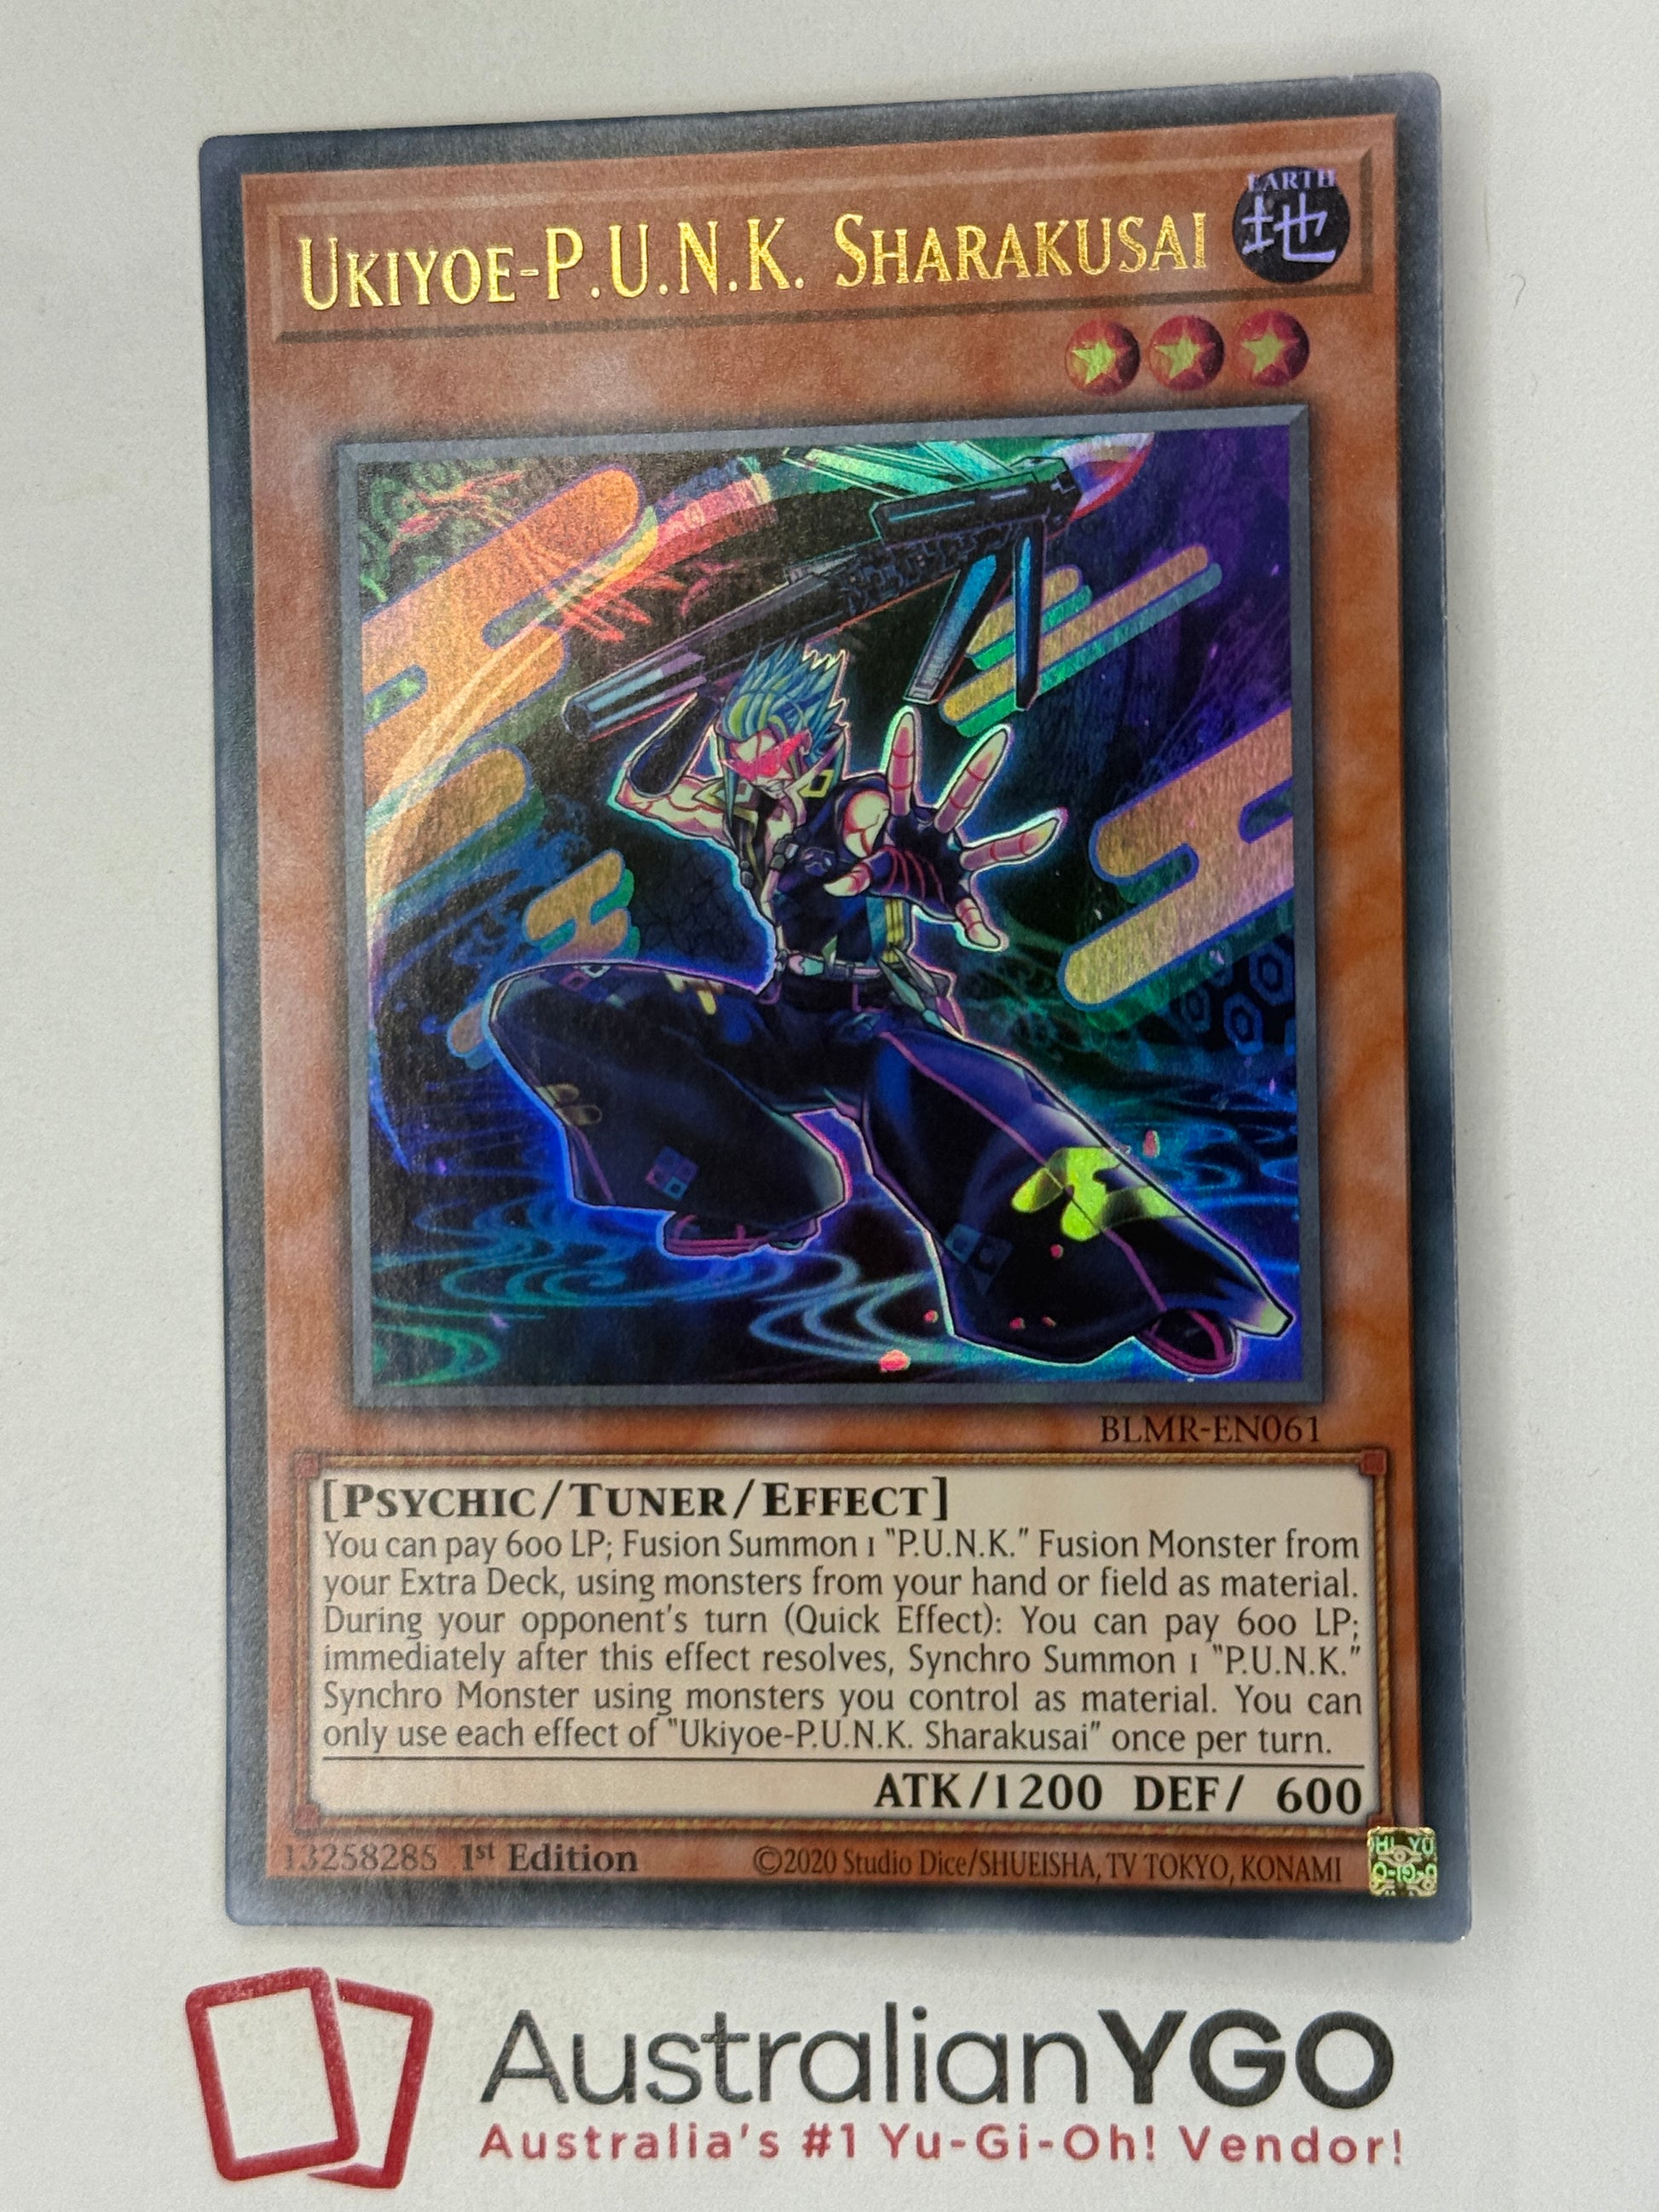 Ukiyoe-P.U.N.K. Sharakusai
EARTH
地
BLMR-EN061
[Psychic/Tuner/Effect]
You can pay 600 LP; Fusion Summon 1 "P.U.N.K." Fusion Monster from
your Extra Deck, using monsters from your hand or field as material.
During your opponent's turn (Quick Effect): You can pay 600 LP;
immediately after this effect resolves, Synchro Summon 1 "P.U.N.K."
Synchro Monster using monsters you control as material. You can
only use each effect of "Ukiyoe-P.U.N.K. Sharakusai" once per turn.
ATK/1200 DEF/ 600
13258285 1st Edition ©2020 Studio Dice/SHUEISHA, TV TOKYO, KONAMI
AustralianYGO
Australia's #1 Yu-Gi-Oh! Vendor!